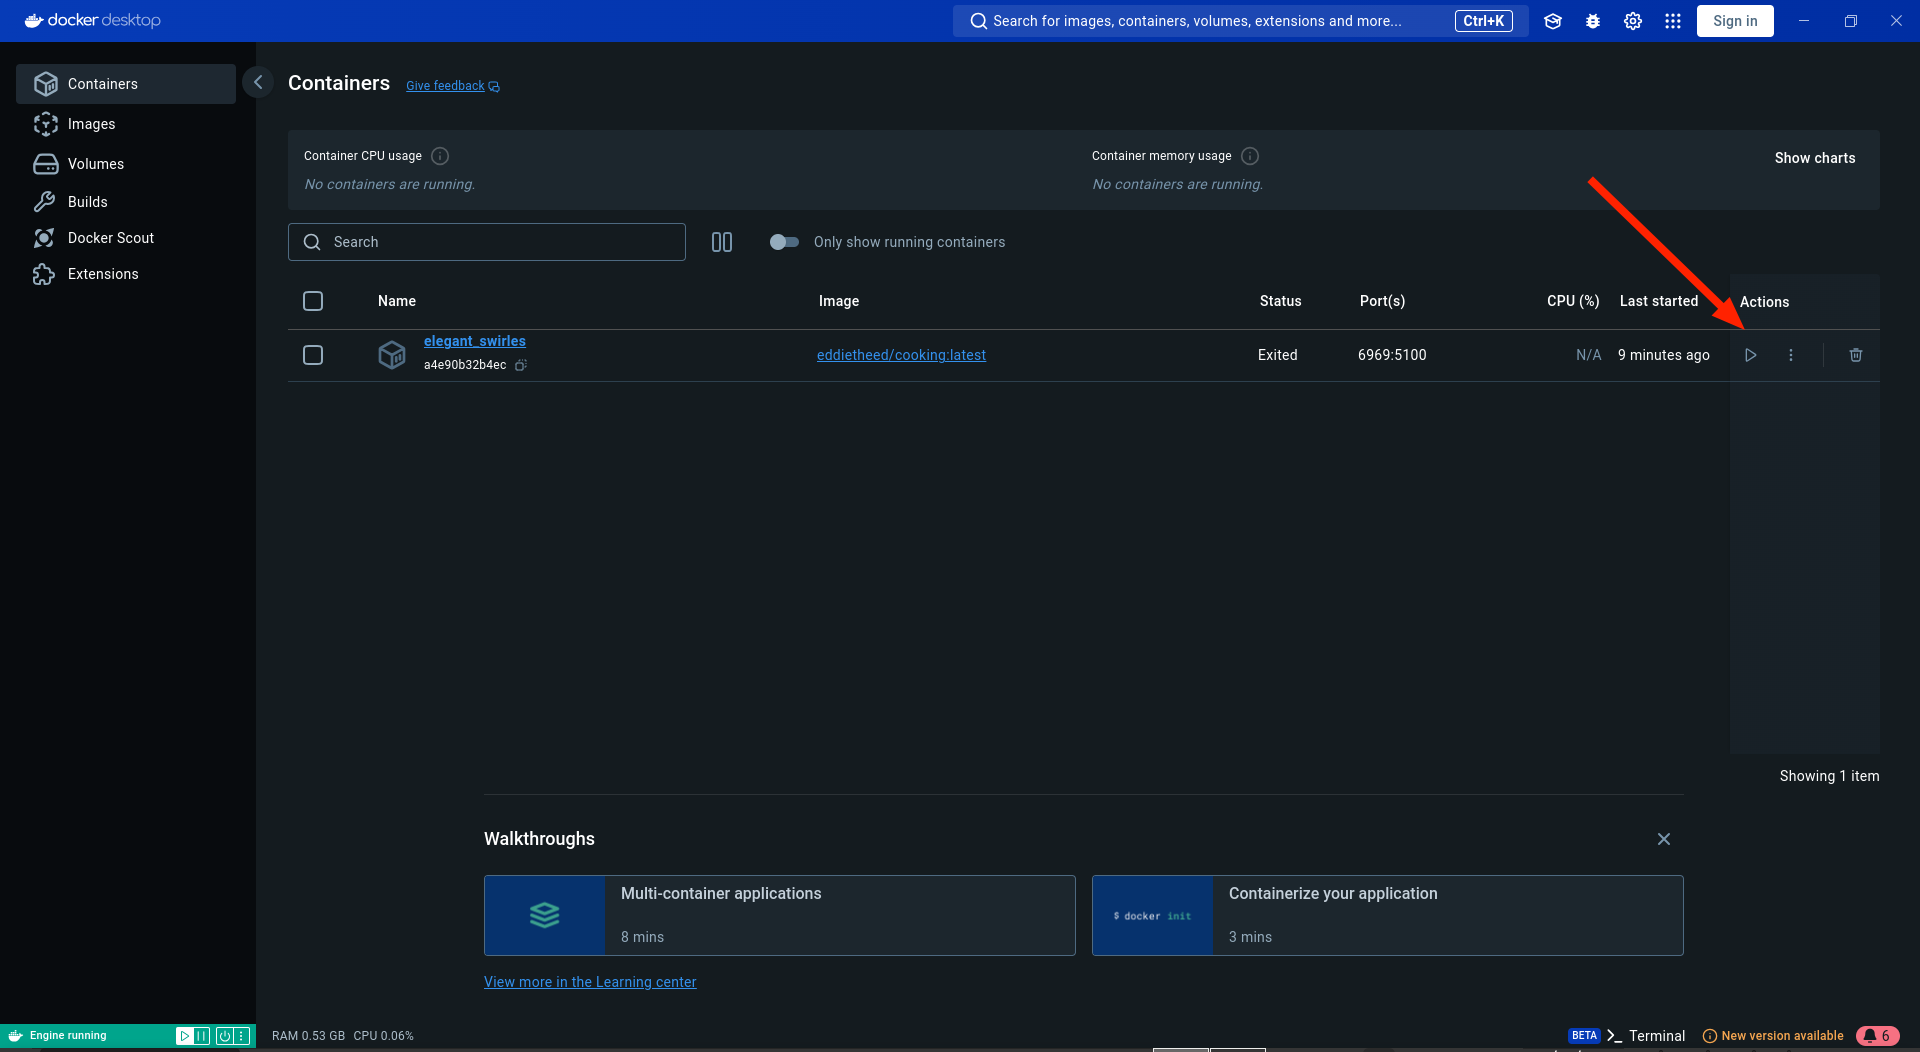 docker desktop
Search for images, containers, volumes, extensions and more...
Ctrl+K
Sign in
Containers
Images
Volumes
Builds
Docker Scout
Extensions
Containers
Give feedback
Container CPU usage
No containers are running.
Container memory usage
No containers are running.
Show charts
Search
Only show running containers
Name
Image
Status
Port(s)
CPU (%)
Last started
Actions
elegant_swirles
a4e90b32b4ec
eddietheed/cooking:latest
Exited
6969:5100
N/A
9 minutes ago
Showing 1 item
Walkthroughs
Multi-container applications
8 mins
$ docker init
Containerize your application
3 mins
View more in the Learning center
Engine running
RAM 0.53 GB CPU 0.06%
BETA
Terminal
New version available
6